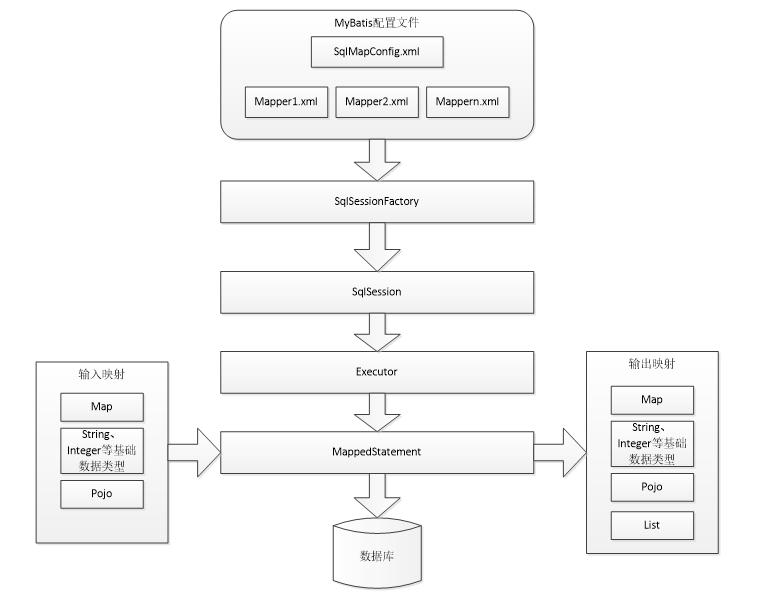 MyBatis配置文件
SqlMapConfig.xml
Mapper1.xml
Mapper2.xml
Mappern.xml
SqlSessionFactory
SqlSession
Executor
输入映射
Map
String、
Integer等基础
数据类型
Pojo
MappedStatement
输出映射
Map
String、
Integer等基础
数据类型
Pojo
List
数据库